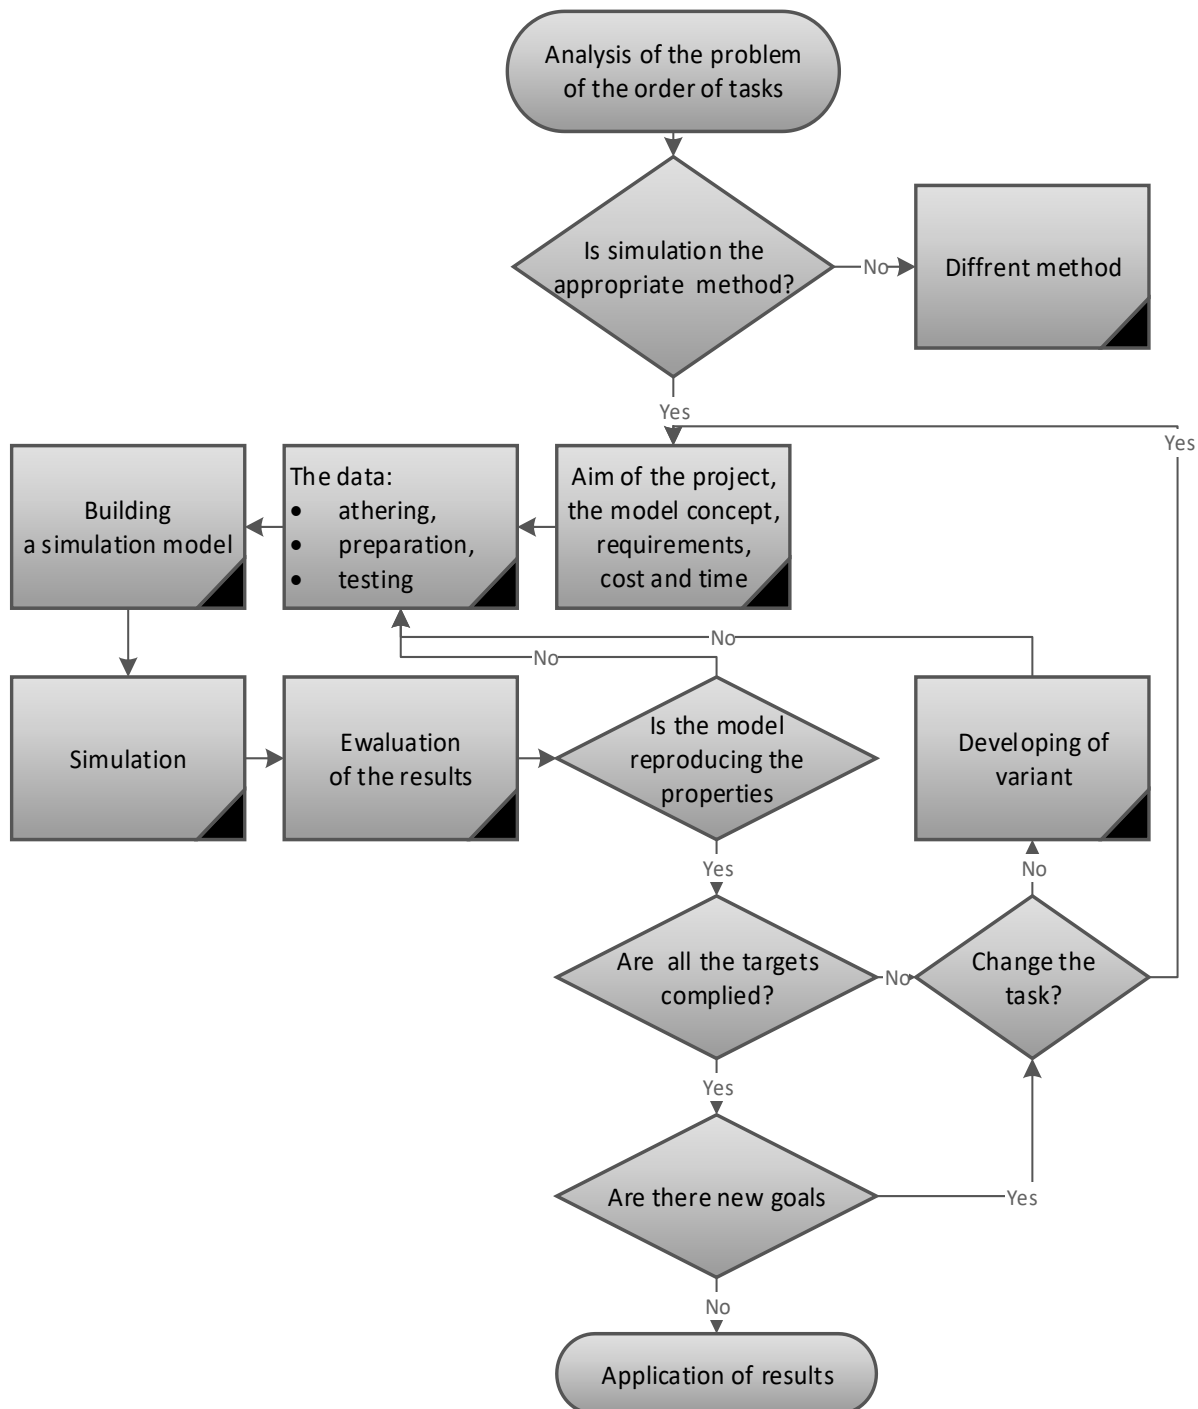 Analysis of the problem
of the order of tasks
Is simulation the
appropriate method?
No
Diffrent method
Yes
Yes
Building
a simulation model
The data:
• athering,
• preparation,
• testing
Aim of the project,
the model concept,
requirements,
cost and time
No
No
Simulation
Ewaluation
of the results
Is the model
reproducing the
properties
Developing of
variant
Yes
No
Are all the targets
complied?
No
Change the
task?
Yes
Are there new goals
Yes
No
Application of results